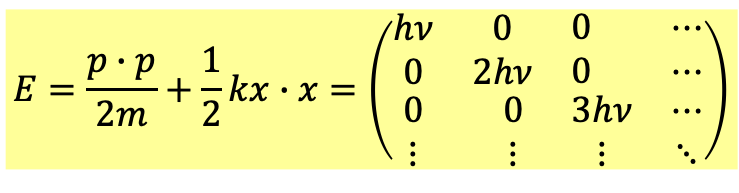 E = p · p / 2m + 1/2 kx · x = ( hν 0 0 ⋯
0 2hν 0 ⋯
0 0 3hν ⋯
⋮ ⋮ ⋮ ⋱ )